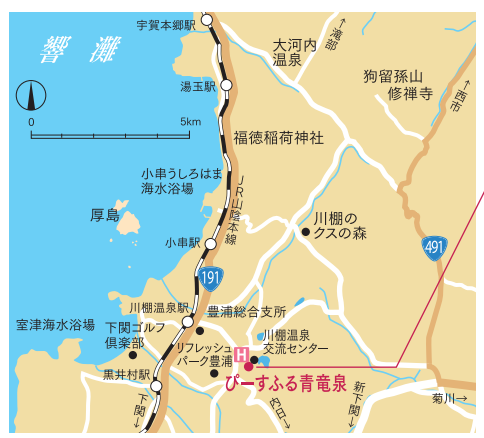 宇賀本郷駅
↑滝部
響灘
大河内
温泉
狗留孫山
修禅寺
↑西市
湯玉駅
0
5km
福徳稲荷神社
小串うしろはま
海水浴場
JR山陰本線
厚島
川棚の
クスの森
小串駅
491
191
川棚温泉駅
豊浦総合支所
室津海水浴場
下関ゴルフ
倶楽部
リフレッシュ
パーク豊浦
川棚温泉
交流センター
H
黒井村駅
ぴーすふる青竜泉
下関↓
内日↓
新下関↓
菊川→